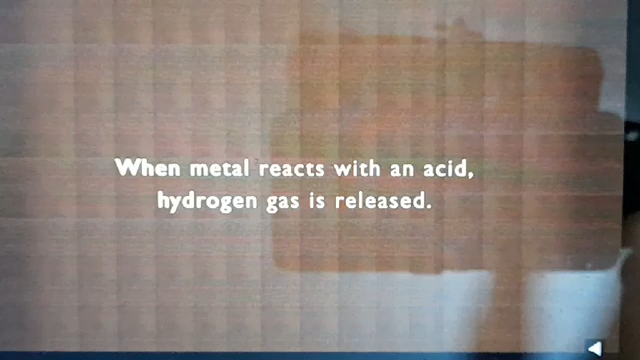 When metal reacts with an acid,
hydrogen gas is released.